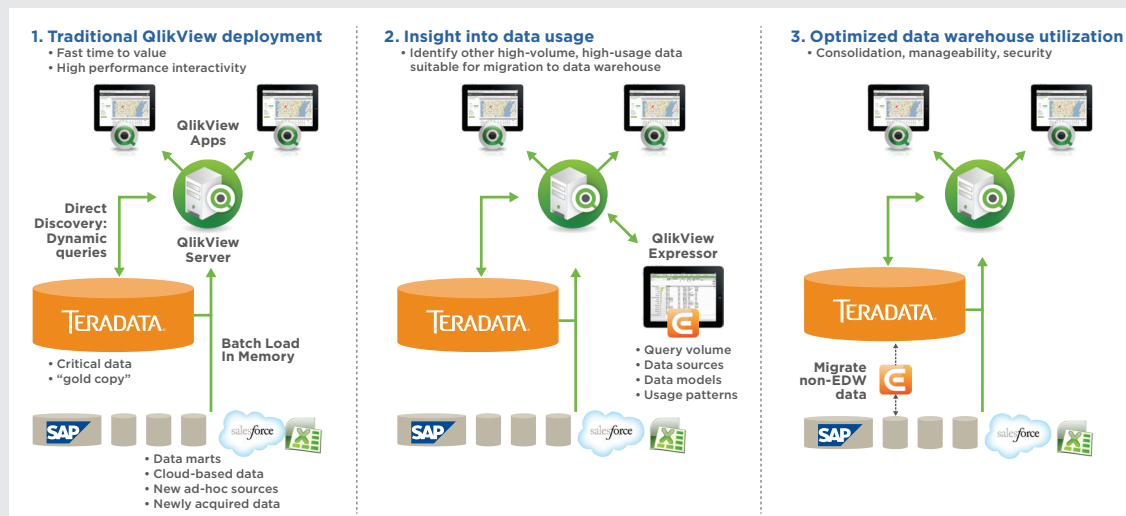 1. Traditional QlikView deployment
• Fast time to value
• High performance interactivity
QlikView
Apps
Direct
Discovery:
Dynamic
queries
QlikView
Server
TERADATA.
Batch Load
In Memory
• Critical data
• “gold copy”
SAP
salesforce
• Data marts
• Cloud-based data
• New ad-hoc sources
• Newly acquired data
2. Insight into data usage
• Identify other high-volume, high-usage data
suitable for migration to data warehouse
QlikView
Expressor
TERADATA.
• Query volume
• Data sources
• Data models
• Usage patterns
SAP
salesforce
3. Optimized data warehouse utilization
• Consolidation, manageability, security
TERADATA.
Migrate
non-EDW
data
SAP
salesforce